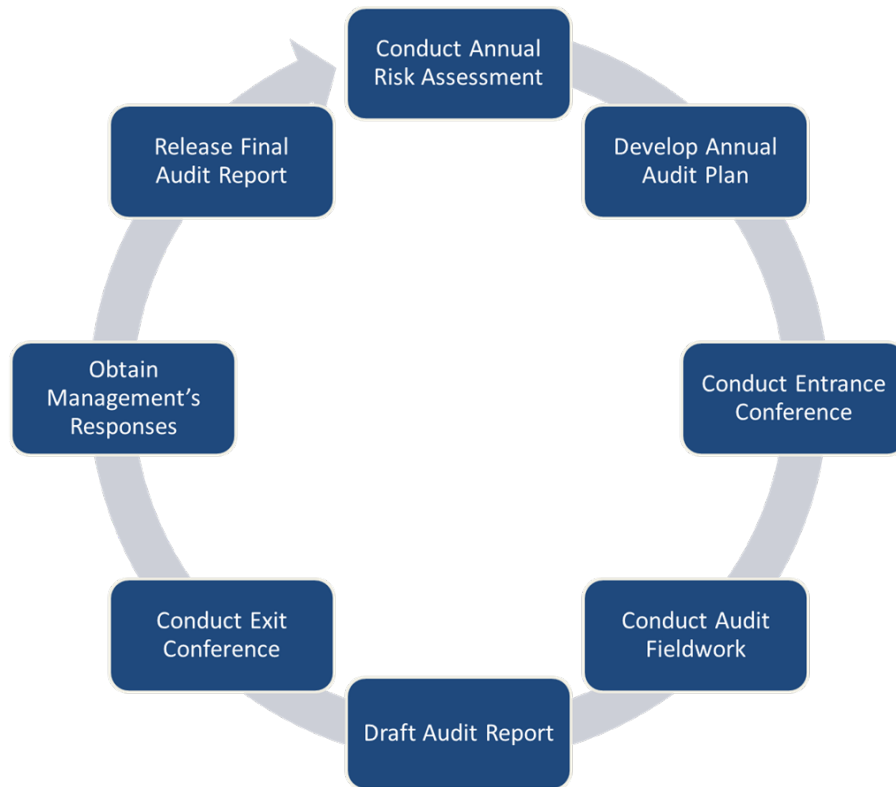 Conduct Annual
Risk Assessment
Develop Annual
Audit Plan
Conduct Entrance
Conference
Conduct Audit
Fieldwork
Draft Audit Report
Conduct Exit
Conference
Obtain
Management’s
Responses
Release Final
Audit Report